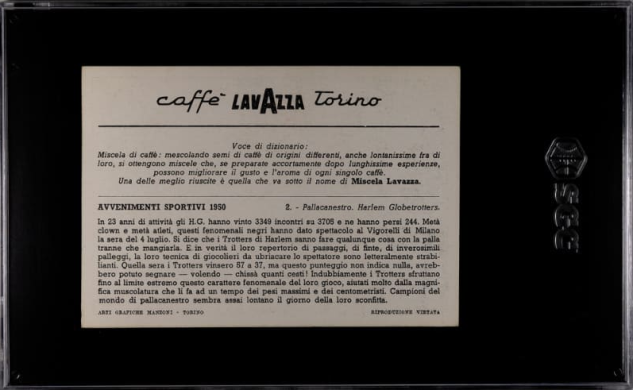 caffè LAVAZZA Torino
Voce di dizionario:
Miscela di caffè: mescolando semi di caffè di origini differenti, anche lontanissime fra di
loro, si ottengono miscele che, se preparate accortamente dopo lunghissime esperienze,
possono migliorare il gusto e l'aroma di ogni singolo caffè.
Una delle meglio riuscite è quella che va sotto il nome di Miscela Lavazza.
AVVENIMENTI SPORTIVI 1950 2. - Pallacanestro. Harlem Globetrotters.
In 23 anni di attività gli H.G. hanno vinto 3349 incontri su 3705 e ne hanno persi 244. Metà
clown e metà atleti, questi fenomenali negri hanno dato spettacolo al Vigorelli di Milano
la sera del 4 luglio. Si dice che i Trotters di Harlem sanno fare qualunque cosa con la palla
tranne che mangiarla. E in verità il loro repertorio di passaggi, di finte, di inverosimili
palleggi, la loro tecnica di giocolieri da ubriacare lo spettatore sono letteralmente strabi-
lianti. Quella sera i Trotters vinsero 57 a 37, ma questo punteggio non indica nulla, avreb-
bero potuto segnare — volendo — chissà quanti cesti! Indubbiamente i Trotters sfruttano
fino al limite estremo questo carattere fenomenale del loro gioco, aiutati molto dalla magni-
fica muscolatura che li fa ad un tempo dei pesi massimi e dei centometristi. Campioni del
mondo di pallacanestro sembra assai lontano il giorno della loro sconfitta.
ARTI GRAFICHE MANZONI - TORINO RIPRODUZIONE VIETATA
SGC